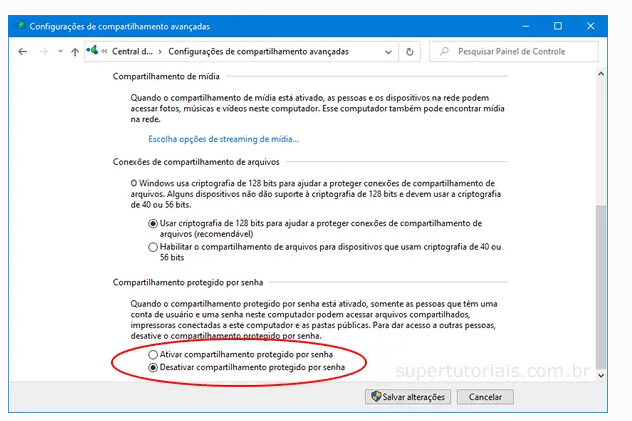 Configurações de compartilhamento avançadas
« Central d... > Configurações de compartilhamento avançadas
Pesquisar Painel de Controle
Compartilhamento de mídia
Quando o compartilhamento de mídia está ativado, as pessoas e os dispositivos na rede podem
acessar fotos, músicas e vídeos neste computador. Esse computador também pode encontrar mídia
na rede.
Escolha opções de streaming de mídia...
Conexões de compartilhamento de arquivos
O Windows usa criptografia de 128 bits para ajudar a proteger conexões de compartilhamento de
arquivos. Alguns dispositivos não dão suporte à criptografia de 128 bits e devem usar a criptografia
de 40 ou 56 bits.
Usar criptografia de 128 bits para ajudar a proteger conexões de compartilhamento de
arquivos (recomendável)
Habilitar o compartilhamento de arquivos para dispositivos que usam criptografia de 40 ou
56 bits
Compartilhamento protegido por senha
Quando o compartilhamento protegido por senha está ativado, somente as pessoas que têm uma
conta de usuário e uma senha neste computador podem acessar arquivos compartilhados,
impressoras conectadas a este computador e as pastas públicas. Para dar acesso a outras pessoas,
desative o compartilhamento protegido por senha.
Ativar compartilhamento protegido por senha
Desativar compartilhamento protegido por senha
supertutoriais.com.br
Salvar alterações
Cancelar